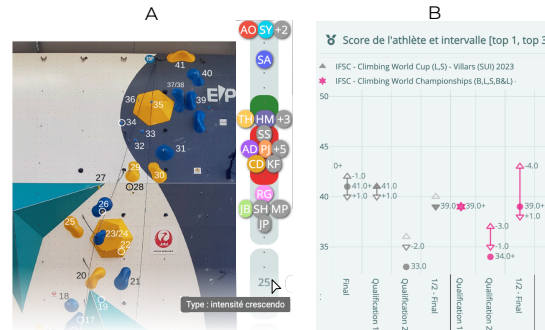 A
B
41
40
37/38
39
36
35
34
33
32
31
30
29
28
27
26
25
23/24
22
20
21
19
18
17
AO SY +2
SA
TH HM +3
SS
AD PI +5
CD KF
RG
JB SH MP
JP
25
Type : intensité crescendo
Score de l'athlète et intervalle [top 1, top 3
IFSC - Climbing World Cup (L,S) - Villars (SUI) 2023
IFSC - Climbing World Championships (B,L,S,B&L)
50
45
40
35
0+
-1.0
41.0+
+1.0
41.0
+1.0
-2.0
33.0
39.0
39.0+
-3.0
-1.0
34.0+
-4.0
39.0+
+1.0
Final
Qualification 1
Qualification 2
1/2 - Final
Qualification
Qualification
1/2 - Final